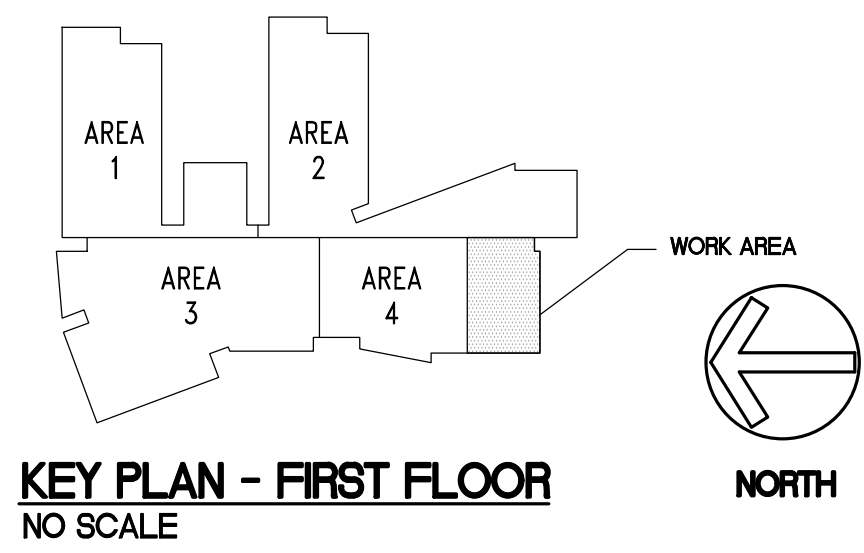 AREA
1
AREA
2
AREA
3
AREA
4
WORK AREA
KEY PLAN - FIRST FLOOR
NO SCALE
NORTH